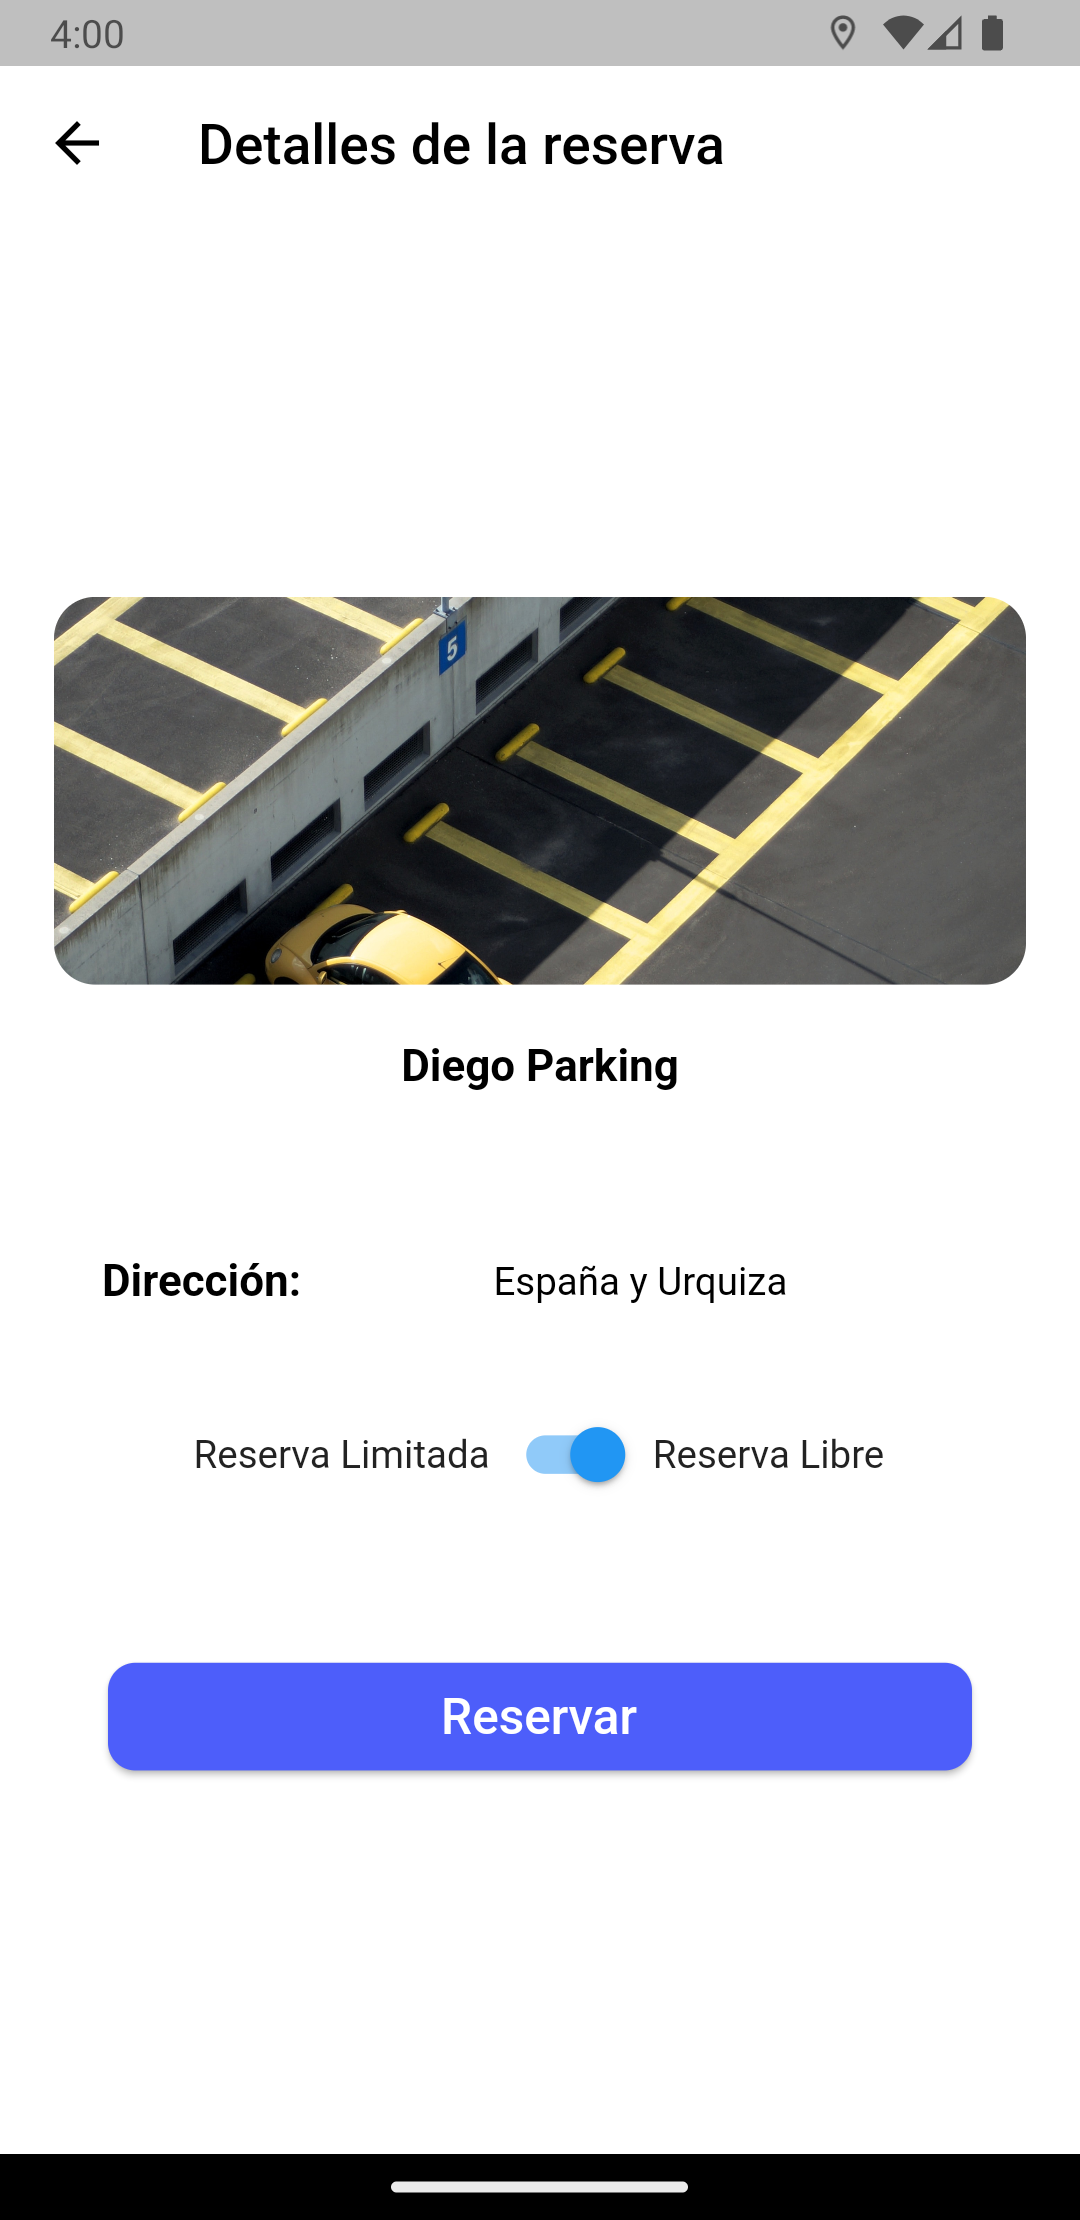 4:00
Detalles de la reserva
5
Diego Parking
Dirección: España y Urquiza
Reserva Limitada Reserva Libre
Reservar